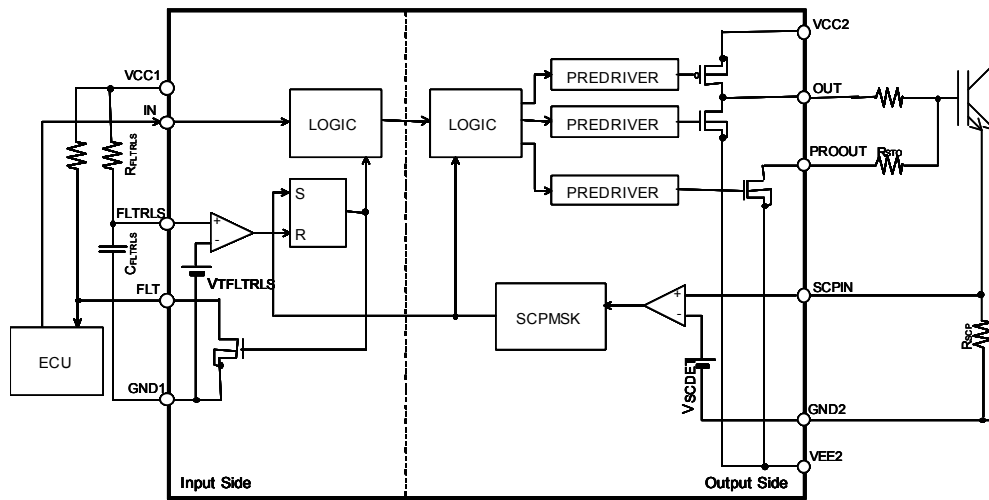 VCC2
VCC1
PREDRIVER
OUT
IN
LOGIC
LOGIC
PREDRIVER
RFLTRLS
PROOUT
RSTO
PREDRIVER
FLTRLS
S
+
R
-
CFLTRLS
VTFLTRLS
FLT
SCPIN
+
SCPMSK
-
RSCP
ECU
VSCDET
GND1
GND2
VEE2
Input Side
Output Side